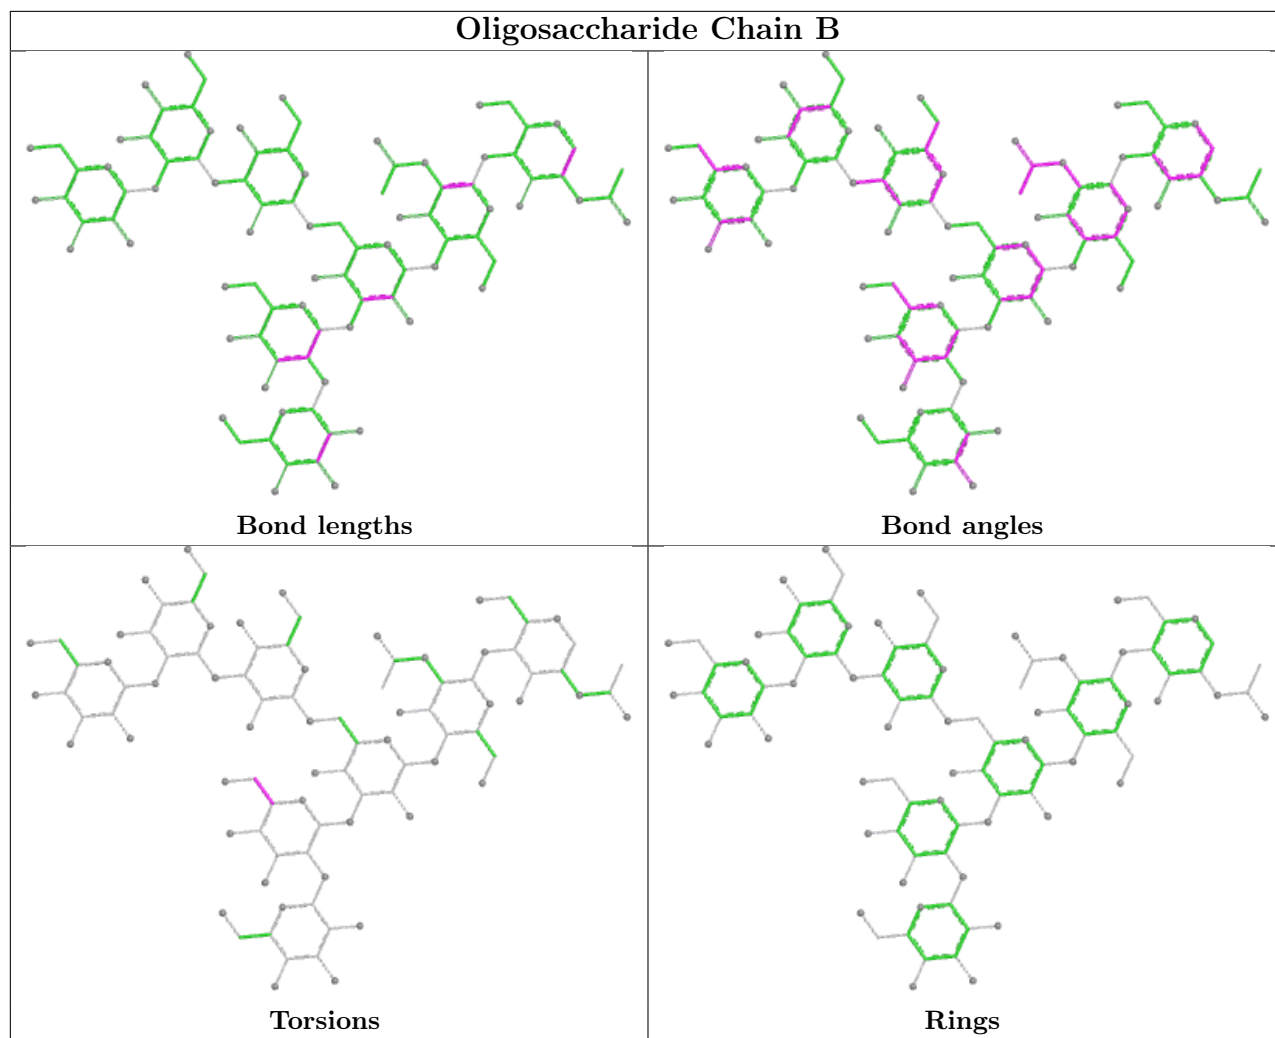 Oligosaccharide Chain B
Bond lengths
Bond angles
Torsions
Rings